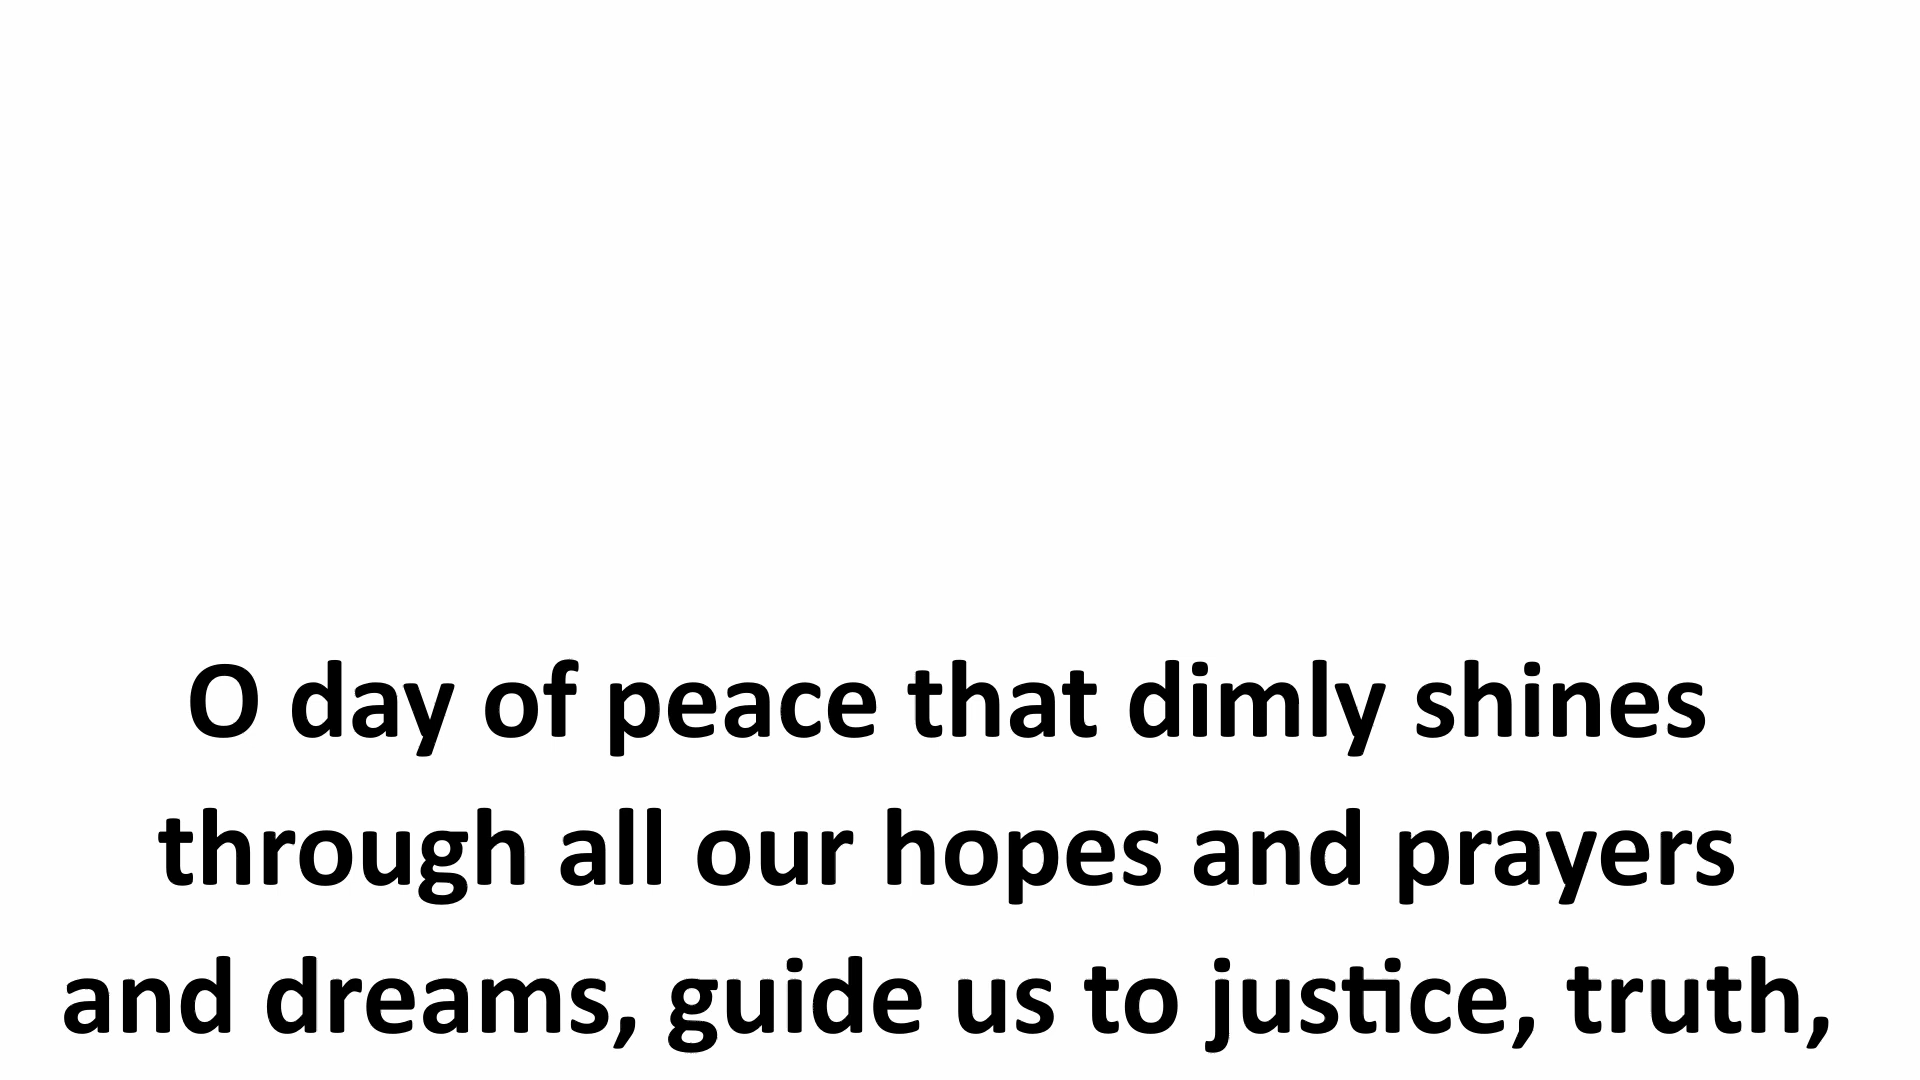 O day of peace that dimly shines
through all our hopes and prayers
and dreams, guide us to justice, truth,